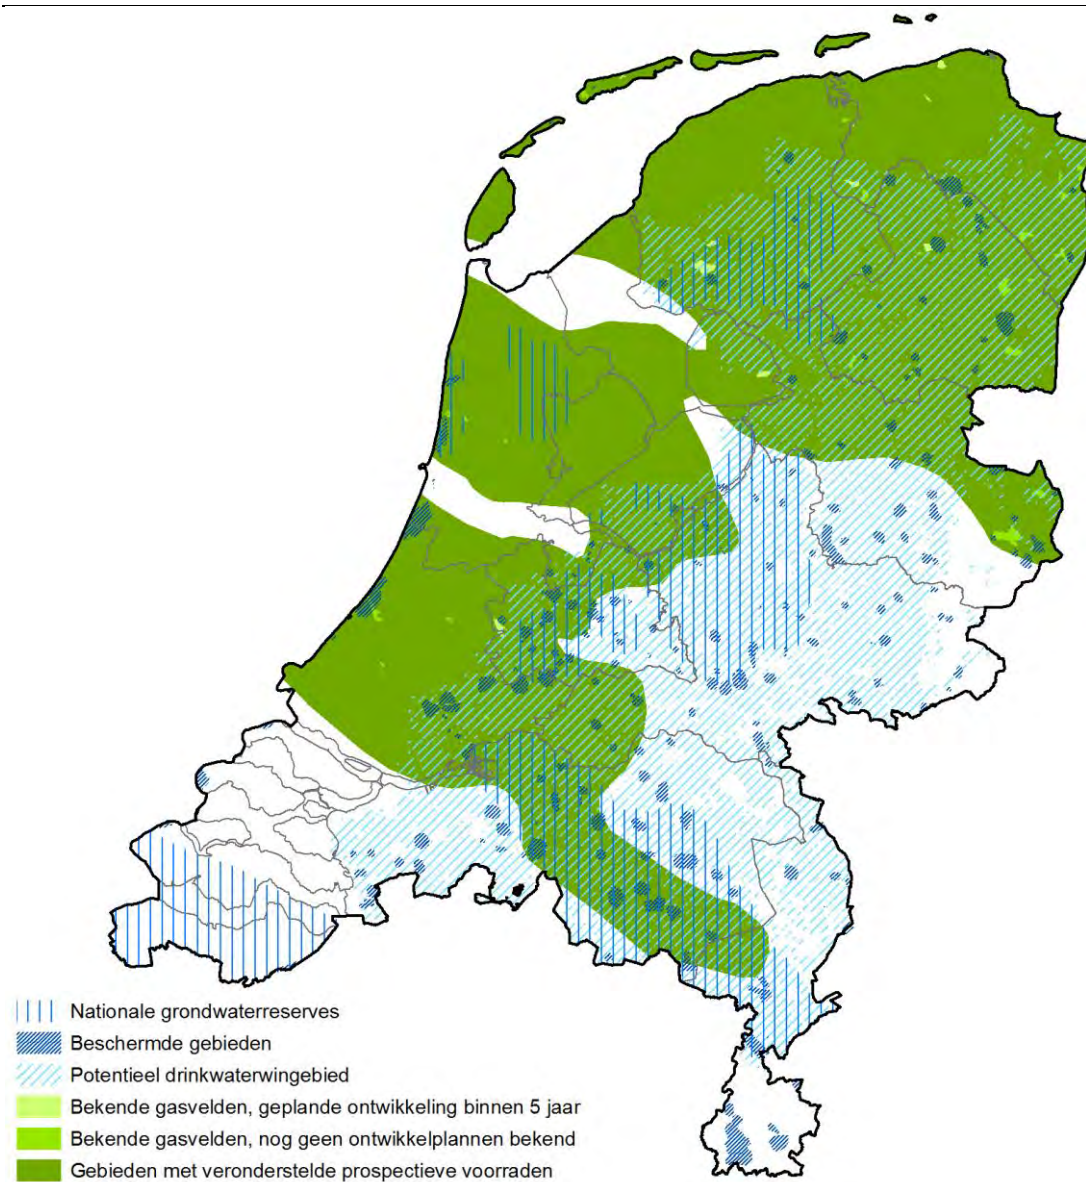 Nationale grondwaterreserves
Beschermde gebieden
Potentieel drinkwaterwingebied
Bekende gasvelden, geplande ontwikkeling binnen 5 jaar
Bekende gasvelden, nog geen ontwikkelplannen bekend
Gebieden met veronderstelde prospectieve voorraden